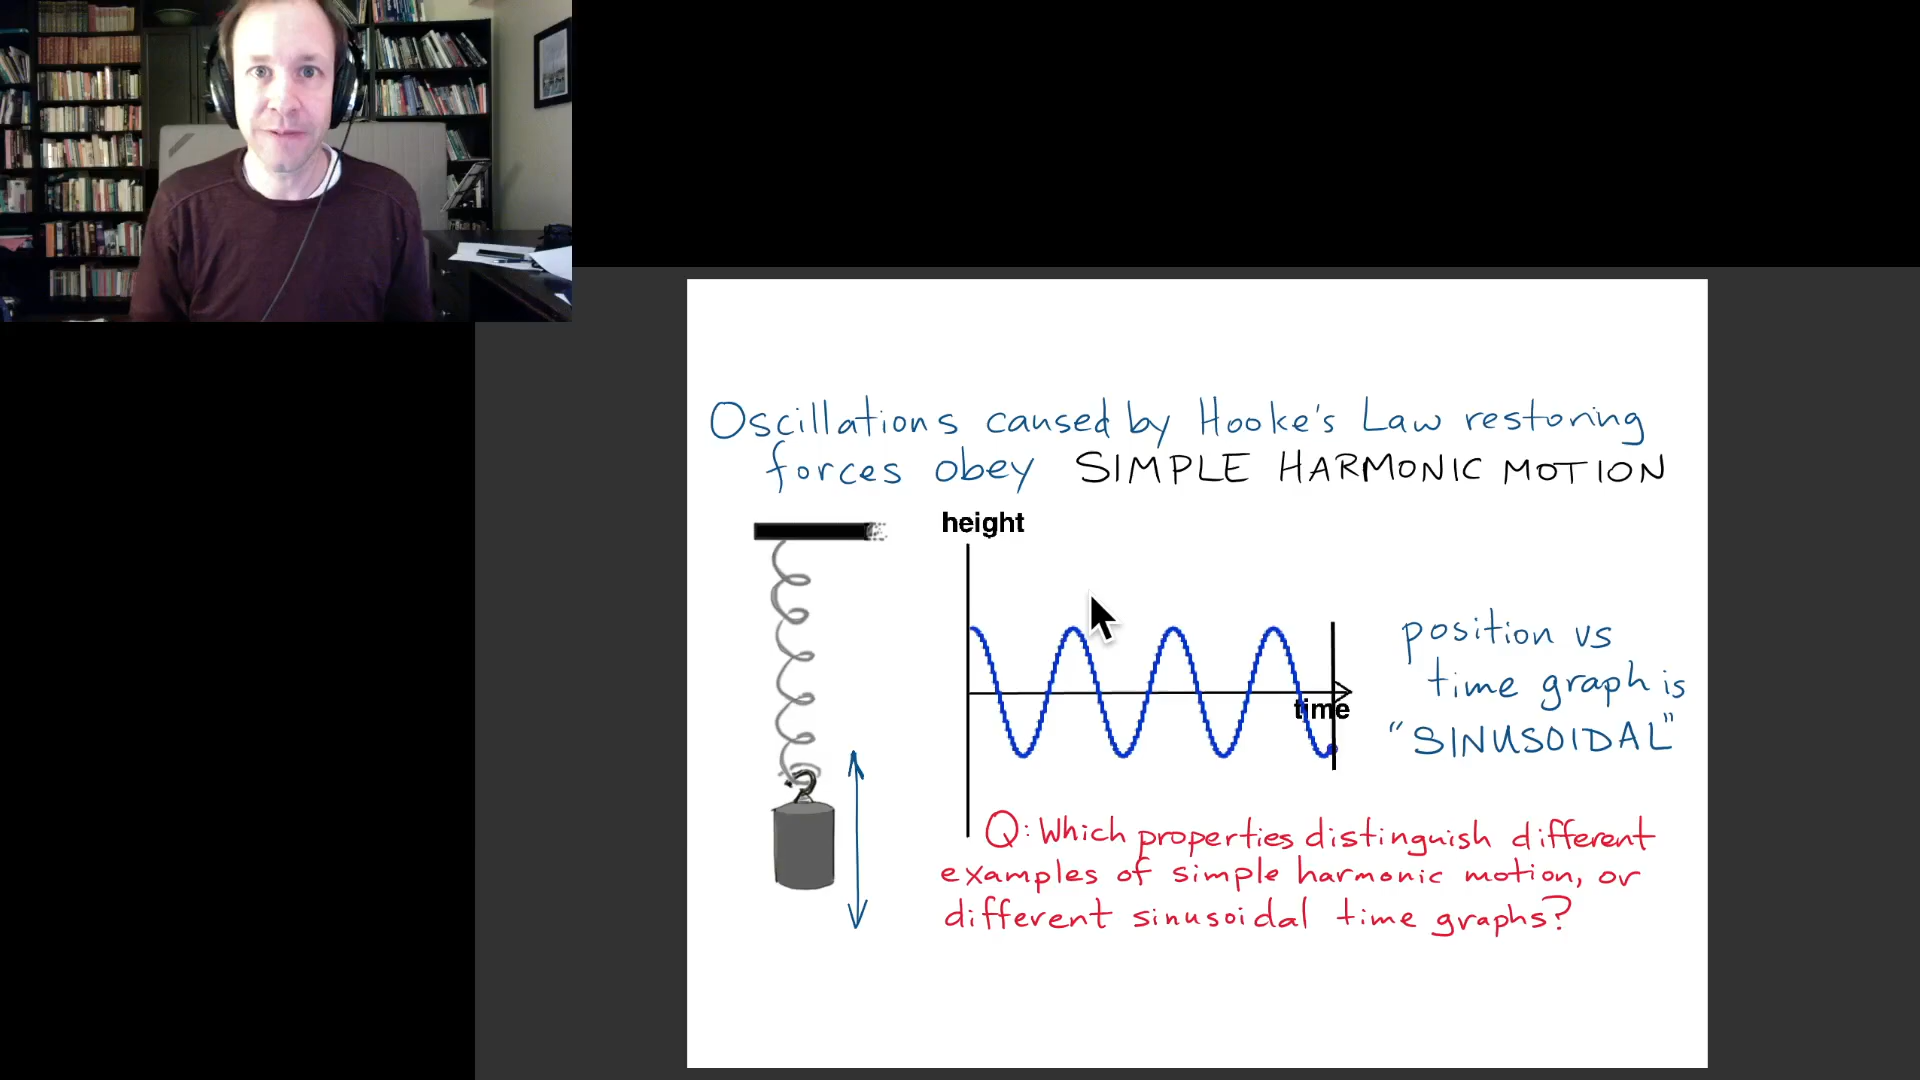 Oscillations caused by Hooke's Law restoring
forces obey SIMPLE HARMONIC MOTION
height
position vs
time graph is
"SINUSOIDAL"
time
Q: Which properties distinguish different
examples of simple harmonic motion, or
different sinusoidal time graphs?